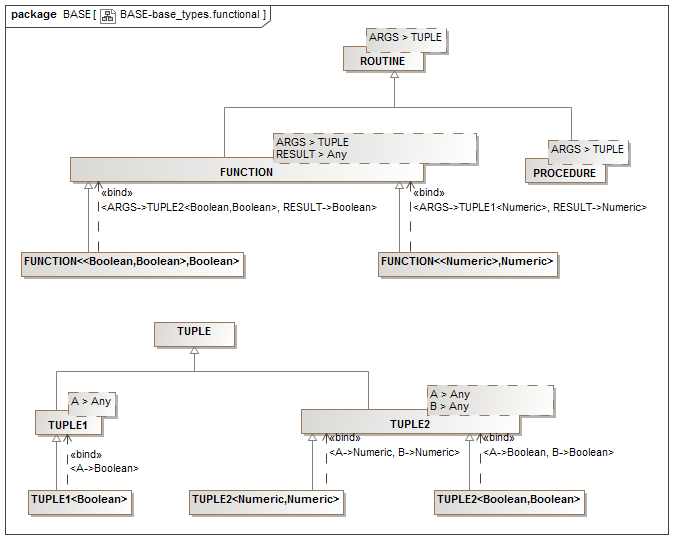 package BASE [ BASE-base_types.functional ]
ARGS > TUPLE
ROUTINE
ARGS > TUPLE
RESULT > Any
FUNCTION
ARGS > TUPLE
PROCEDURE
«bind»
<ARGS->TUPLE2<Boolean,Boolean>, RESULT->Boolean>
«bind»
<ARGS->TUPLE1<Numeric>, RESULT->Numeric>
FUNCTION<<Boolean,Boolean>,Boolean>
FUNCTION<<Numeric>,Numeric>
TUPLE
A > Any
TUPLE1
A > Any
B > Any
TUPLE2
«bind»
<A->Boolean>
«bind»
<A->Numeric, B->Numeric>
«bind»
<A->Boolean, B->Boolean>
TUPLE1<Boolean>
TUPLE2<Numeric,Numeric>
TUPLE2<Boolean,Boolean>